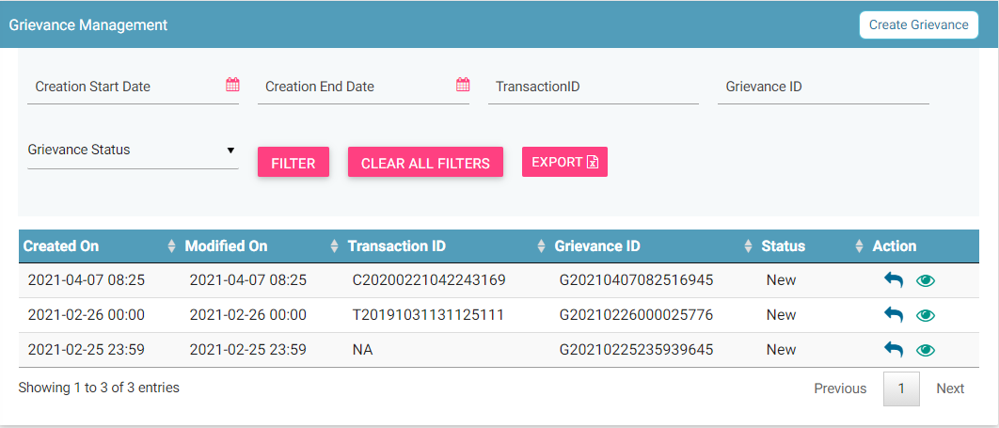 Grievance Management Create Grievance
Creation Start Date Creation End Date TransactionID Grievance ID
Grievance Status FILTER CLEAR ALL FILTERS EXPORT
Created On Modified On Transaction ID Grievance ID Status Action
2021-04-07 08:25 2021-04-07 08:25 C20200221042243169 G20210407082516945 New
2021-02-26 00:00 2021-02-26 00:00 T20191031131125111 G20210226000025776 New
2021-02-25 23:59 2021-02-25 23:59 NA G20210225235939645 New
Showing 1 to 3 of 3 entries Previous 1 Next